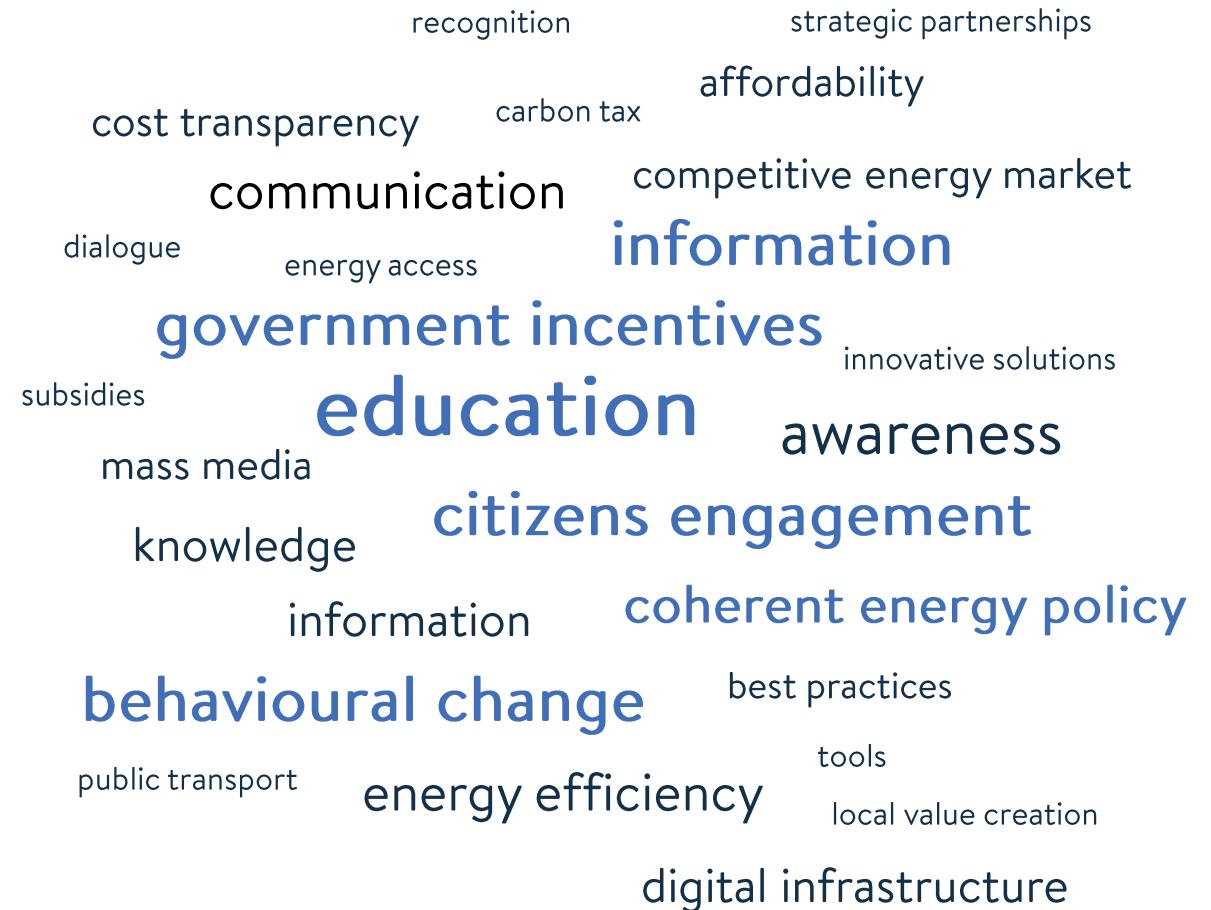 recognition
strategic partnerships
affordability
carbon tax
cost transparency
competitive energy market
communication
information
dialogue
energy access
government incentives
innovative solutions
subsidies
education
awareness
mass media
citizens engagement
knowledge
coherent energy policy
information
behavioural change
best practices
tools
public transport
energy efficiency
local value creation
digital infrastructure